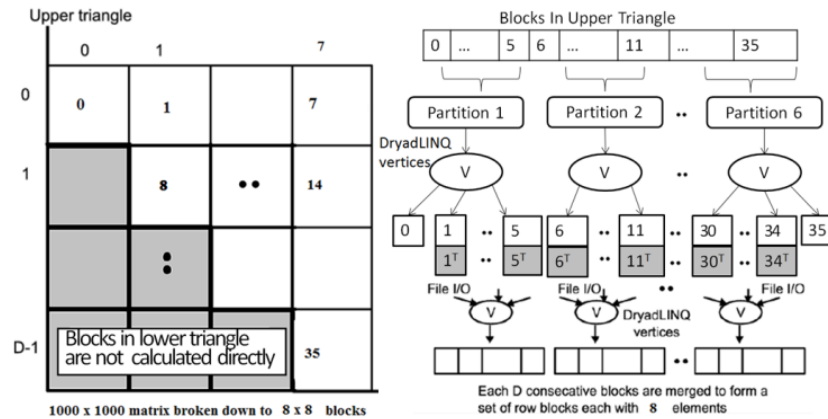 Upper triangle
0 1 7
0 0 1 7
1 8 •• 14
:
D-1 Blocks in lower triangle
are not calculated directly
35
1000 x 1000 matrix broken down to 8 x 8 blocks
Blocks In Upper Triangle
0 ... 5 6 ... 11 ... 35
Partition 1 Partition 2 •• Partition 6
DryadLINQ
vertices
V V •• V
0 1 •• 5 6 •• 11 •• 30 •• 34 35
1ᵀ •• 5ᵀ 6ᵀ •• 11ᵀ •• 30ᵀ •• 34ᵀ
File I/O File I/O •• File I/O
V V DryadLINQ V
vertices
••
Each D consecutive blocks are merged to form a
set of row blocks each with 8 elements